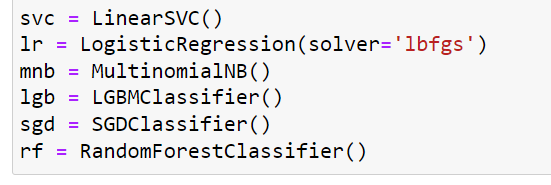 svc = LinearSVC()
lr = LogisticRegression(solver='lbfgs')
mnb = MultinomialNB()
lgb = LGBMClassifier()
sgd = SGDClassifier()
rf = RandomForestClassifier()